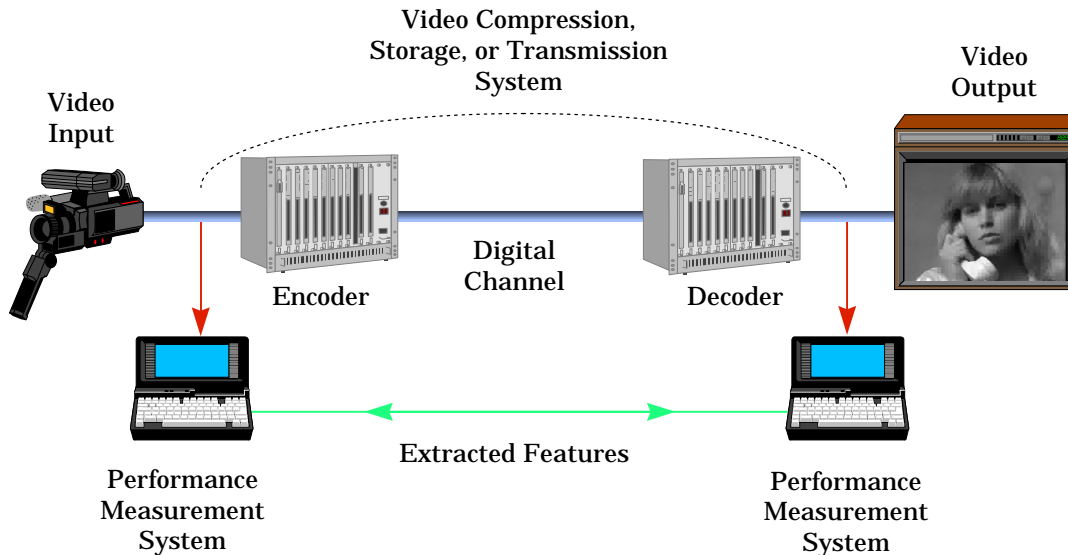 Video Compression,
Storage, or Transmission
System
Video
Input
Video
Output
Encoder
Digital
Channel
Decoder
Extracted Features
Performance
Measurement
System
Performance
Measurement
System